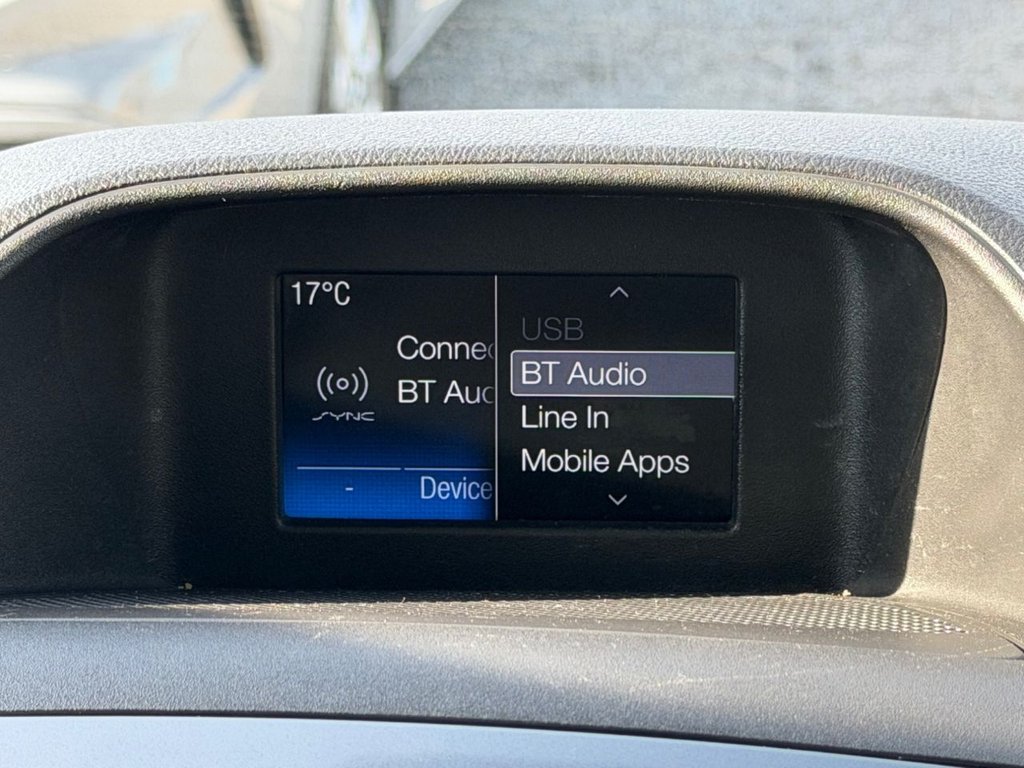 17°C
Connec
BT Aud
SYNC
-
Device
USB
BT Audio
Line In
Mobile Apps